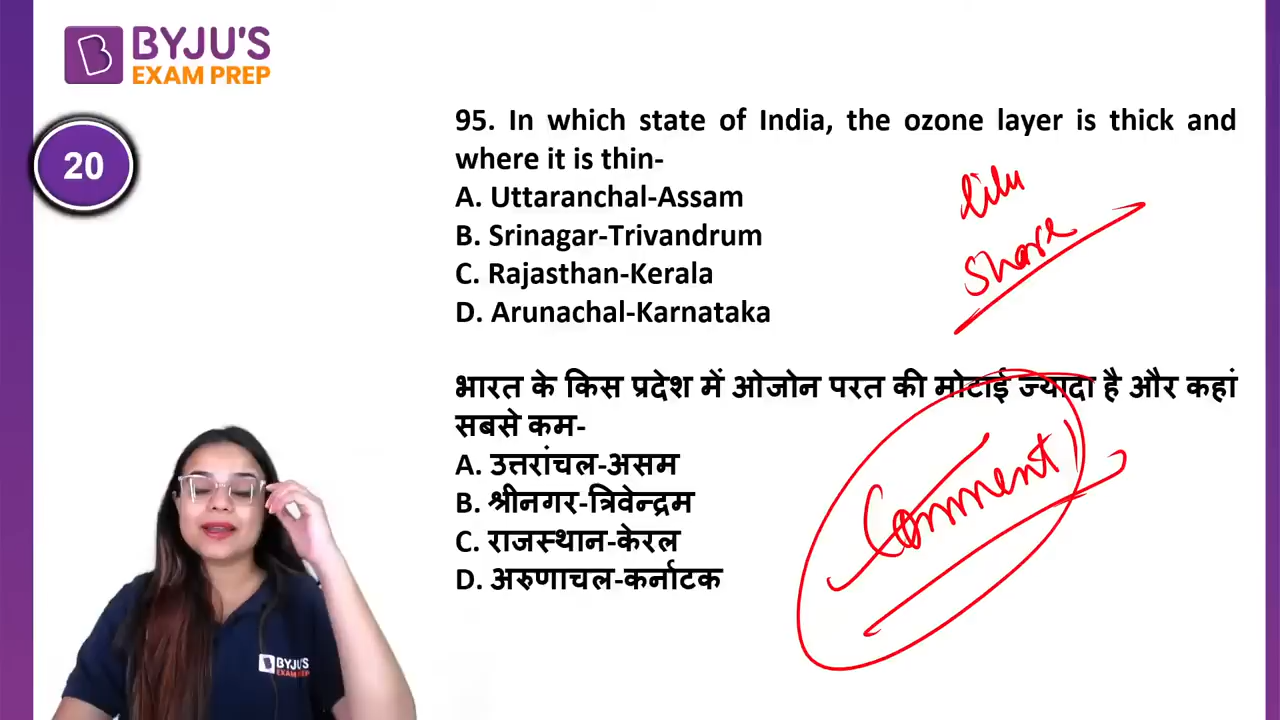 BYJU'S
EXAM PREP
20
95. In which state of India, the ozone layer is thick and
where it is thin-
A. Uttaranchal-Assam
B. Srinagar-Trivandrum
C. Rajasthan-Kerala
D. Arunachal-Karnataka
Share
भारत के किस प्रदेश में ओजोन परत की मोटाई ज्यादा है और कहां
सबसे कम-
A. उत्तरांचल-असम
B. श्रीनगर-त्रिवेन्द्रम
C. राजस्थान-केरल
D. अरुणाचल-कर्नाटक
Comment
BYJU'S
EXAM PREP